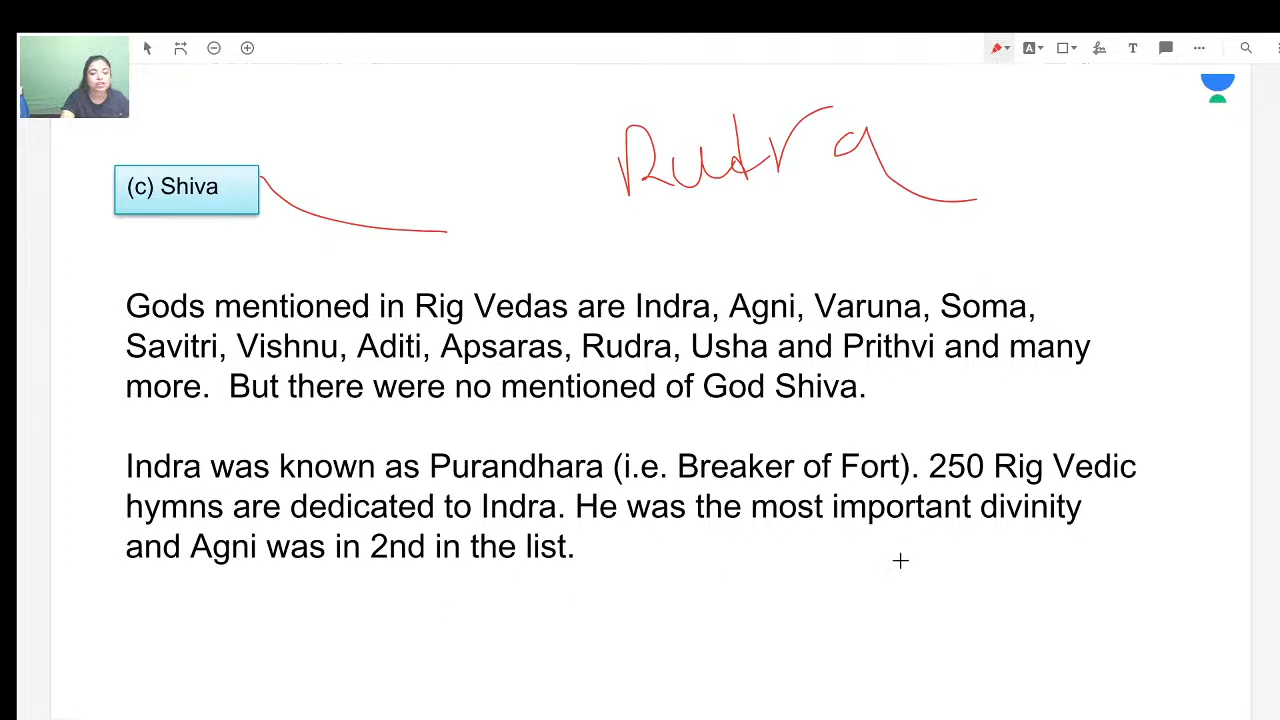 Rudra
(c) Shiva
Gods mentioned in Rig Vedas are Indra, Agni, Varuna, Soma,
Savitri, Vishnu, Aditi, Apsaras, Rudra, Usha and Prithvi and many
more.  But there were no mentioned of God Shiva.
Indra was known as Purandhara (i.e. Breaker of Fort). 250 Rig Vedic
hymns are dedicated to Indra. He was the most important divinity
and Agni was in 2nd in the list.